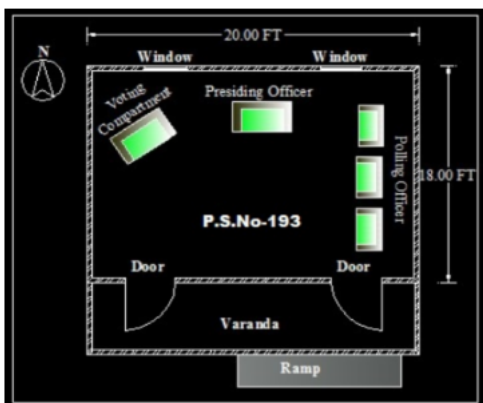 20.00 FT
N
Window
Window
Voting
Compartment
Presiding Officer
Polling Officer
18.00 FT
P.S.No-193
Door
Door
Varanda
Ramp